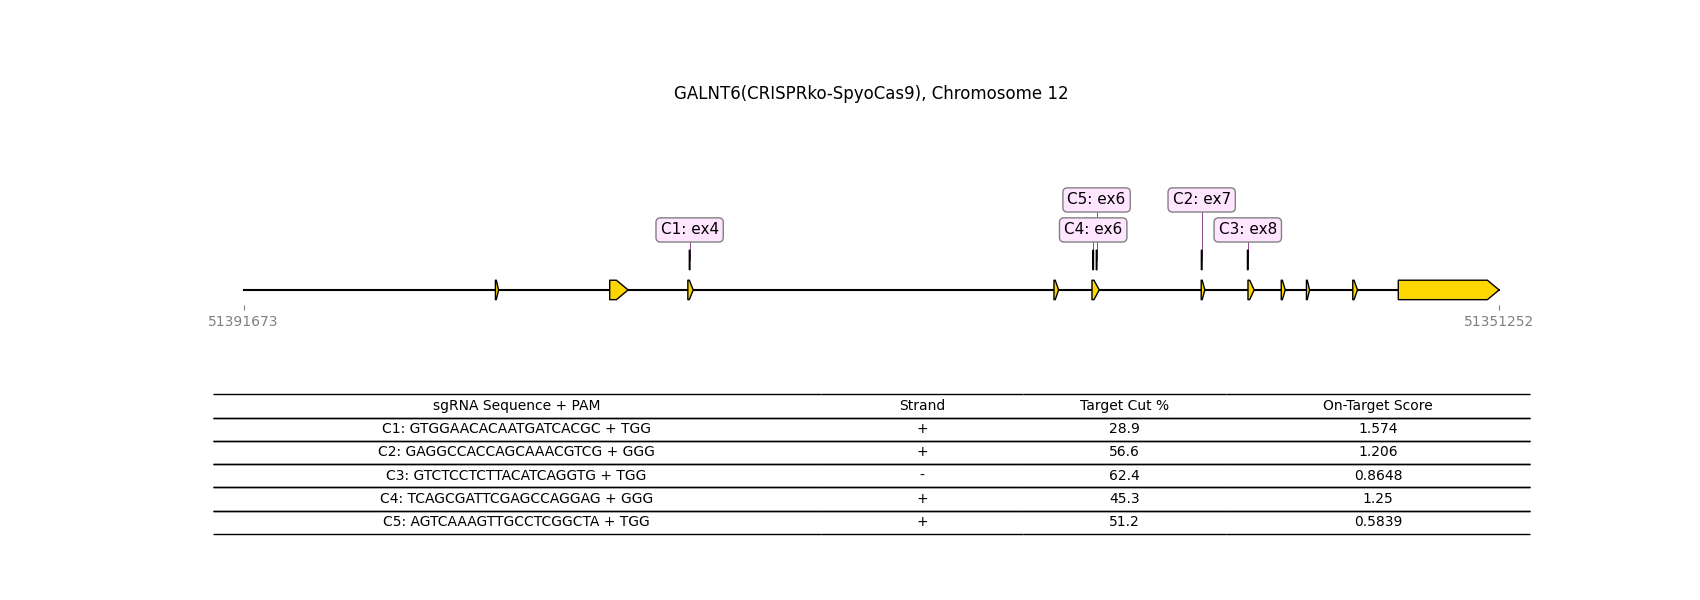 GALNT6(CRISPRko-SpyoCas9), Chromosome 12
C5: ex6 C2: ex7
C1: ex4 C4: ex6 C3: ex8
51391673 51351252
sgRNA Sequence + PAM Strand Target Cut % On-Target Score
C1: GTGGAACACAATGATCACGC + TGG + 28.9 1.574
C2: GAGGCCACCAGCAAACGTCG + GGG + 56.6 1.206
C3: GTCTCCTCTTACATCAGGTG + TGG - 62.4 0.8648
C4: TCAGCGATTCGAGCCAGGAG + GGG + 45.3 1.25
C5: AGTCAAAGTTGCCTCGGCTA + TGG + 51.2 0.5839